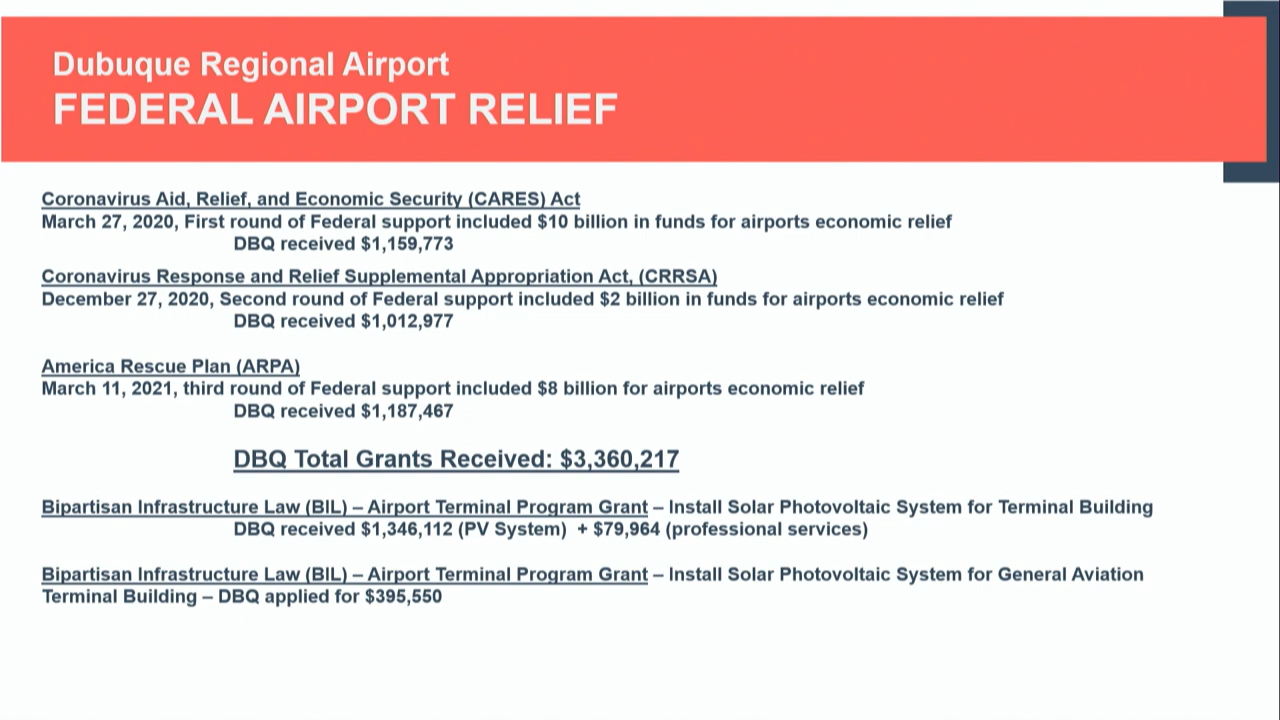 Dubuque Regional Airport
FEDERAL AIRPORT RELIEF
Coronavirus Aid, Relief, and Economic Security (CARES) Act
March 27, 2020, First round of Federal support included $10 billion in funds for airports economic relief
DBQ received $1,159,773
Coronavirus Response and Relief Supplemental Appropriation Act, (CRRSA)
December 27, 2020, Second round of Federal support included $2 billion in funds for airports economic relief
DBQ received $1,012,977
America Rescue Plan (ARPA)
March 11, 2021, third round of Federal support included $8 billion for airports economic relief
DBQ received $1,187,467
DBQ Total Grants Received: $3,360,217
Bipartisan Infrastructure Law (BIL) – Airport Terminal Program Grant – Install Solar Photovoltaic System for Terminal Building
DBQ received $1,346,112 (PV System) + $79,964 (professional services)
Bipartisan Infrastructure Law (BIL) – Airport Terminal Program Grant – Install Solar Photovoltaic System for General Aviation
Terminal Building – DBQ applied for $395,550